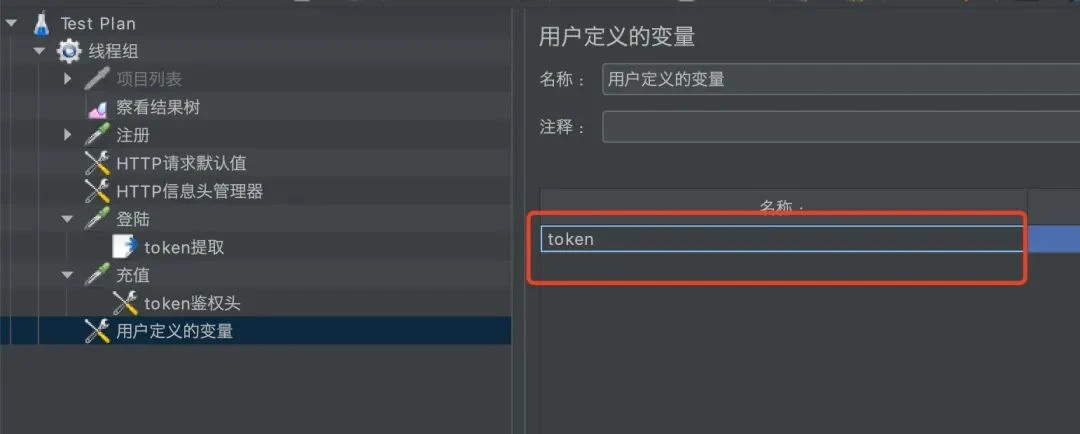 Test Plan
线程组
项目列表
察看结果树
注册
HTTP请求默认值
HTTP信息头管理器
登陆
token提取
充值
token鉴权头
用户定义的变量
用户定义的变量
名称：
用户定义的变量
注释：
名称：
token